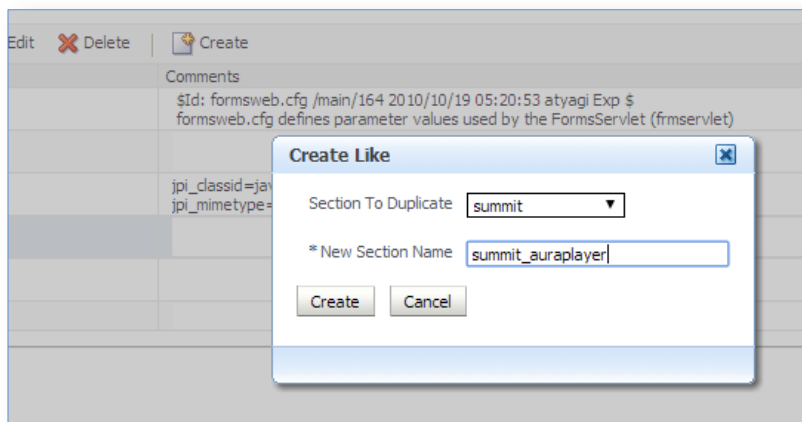 Edit Delete Create
Comments
$Id: formsweb.cfg /main/164 2010/10/19 05:20:53 atyagi Exp $
formsweb.cfg defines parameter values used by the FormsServlet (frmservlet)
Create Like
jpi_classid=jav
jpi_mimetype=
Section To Duplicate summit
* New Section Name summit_auraplayer
Create Cancel